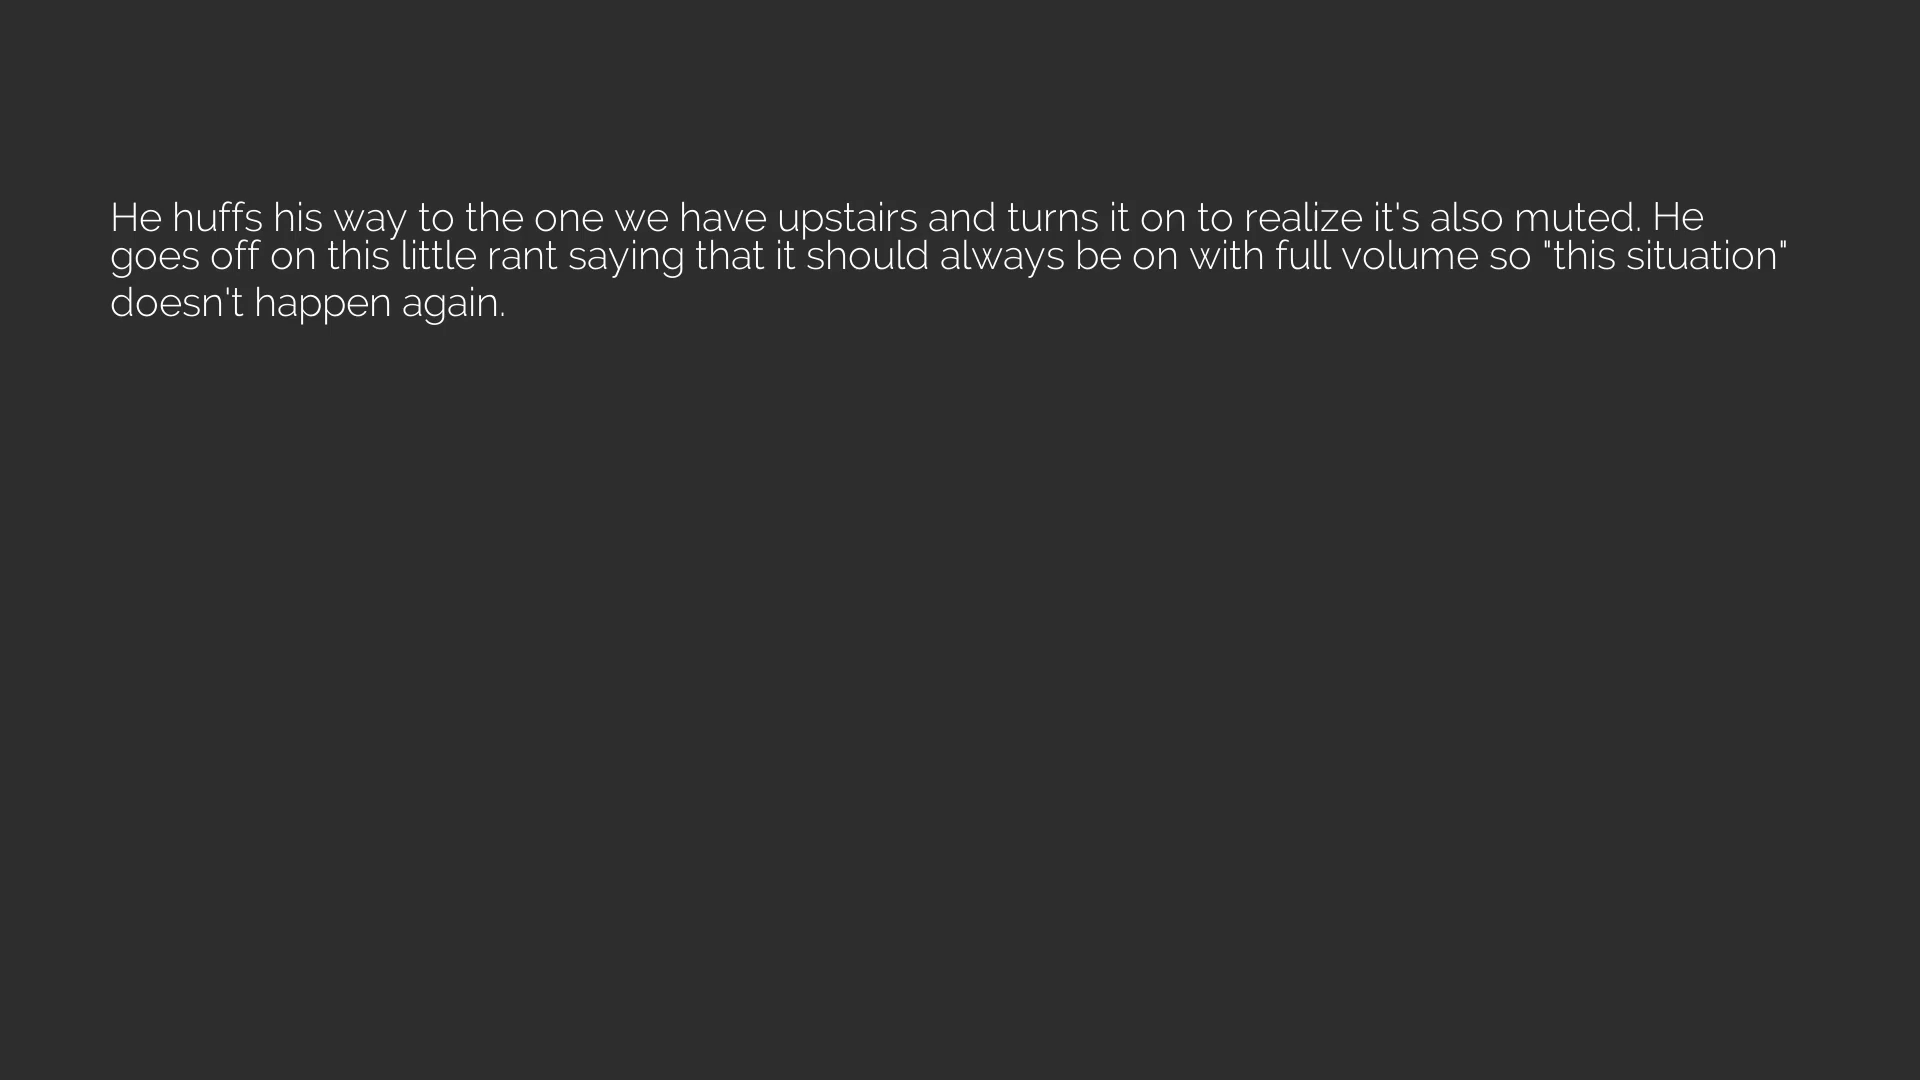 He huffs his way to the one we have upstairs and turns it on to realize it's also muted. He
goes off on this little rant saying that it should always be on with full volume so "this situation"
doesn't happen again.